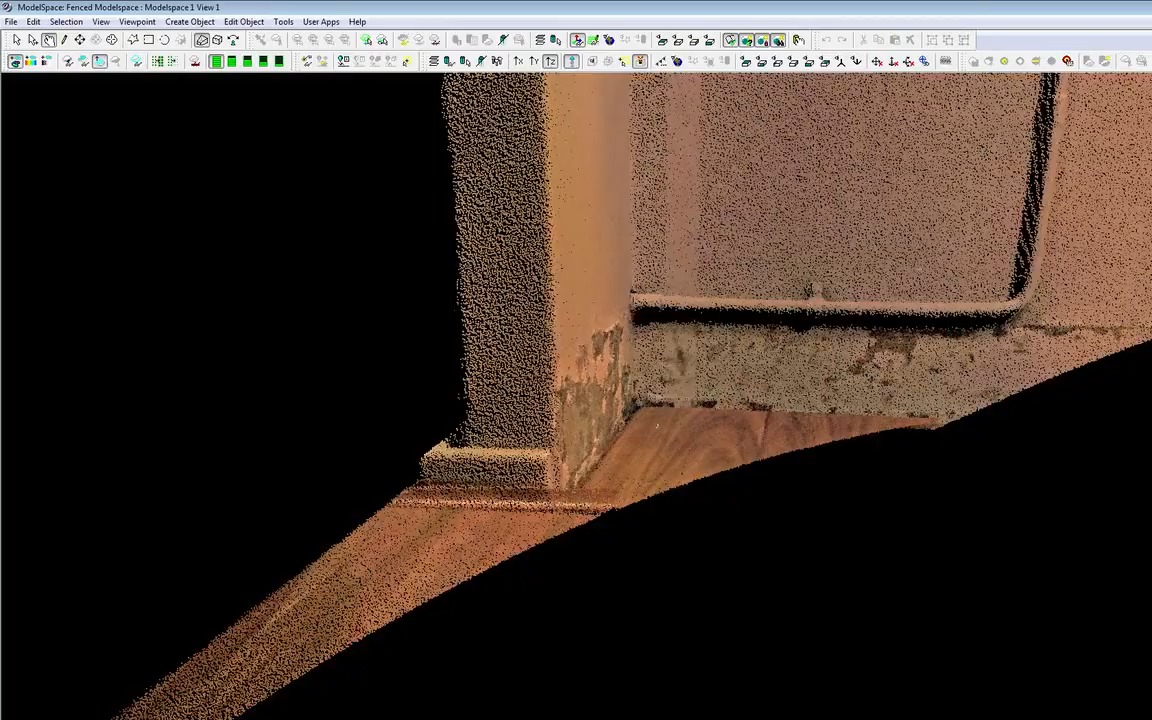 ModelSpace: Fenced Modelspace : Modelspace 1 View 1
File Edit Selection View Viewpoint Create Object Edit Object Tools User Apps Help